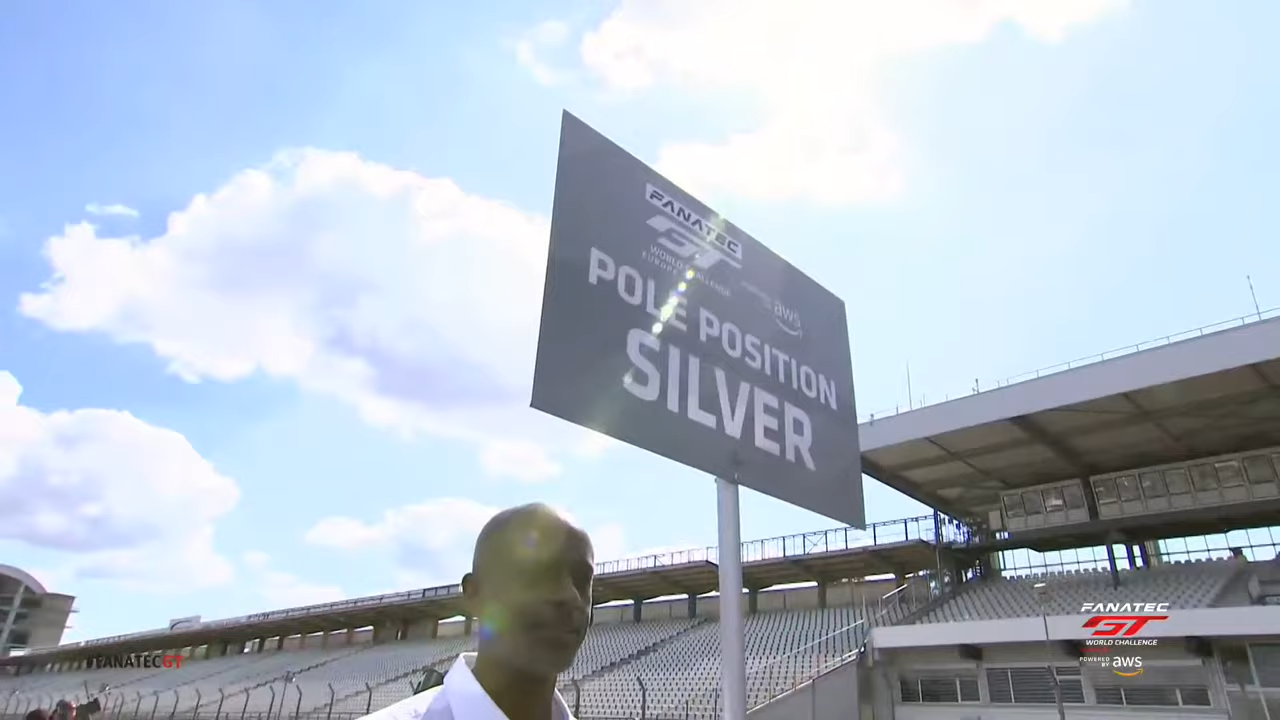 FANATEC
GT
WORLD CHALLENGE
EUROPE
aws
POLE POSITION
SILVER
#FANATECGT
FANATEC
GT
WORLD CHALLENGE
POWERED BY aws